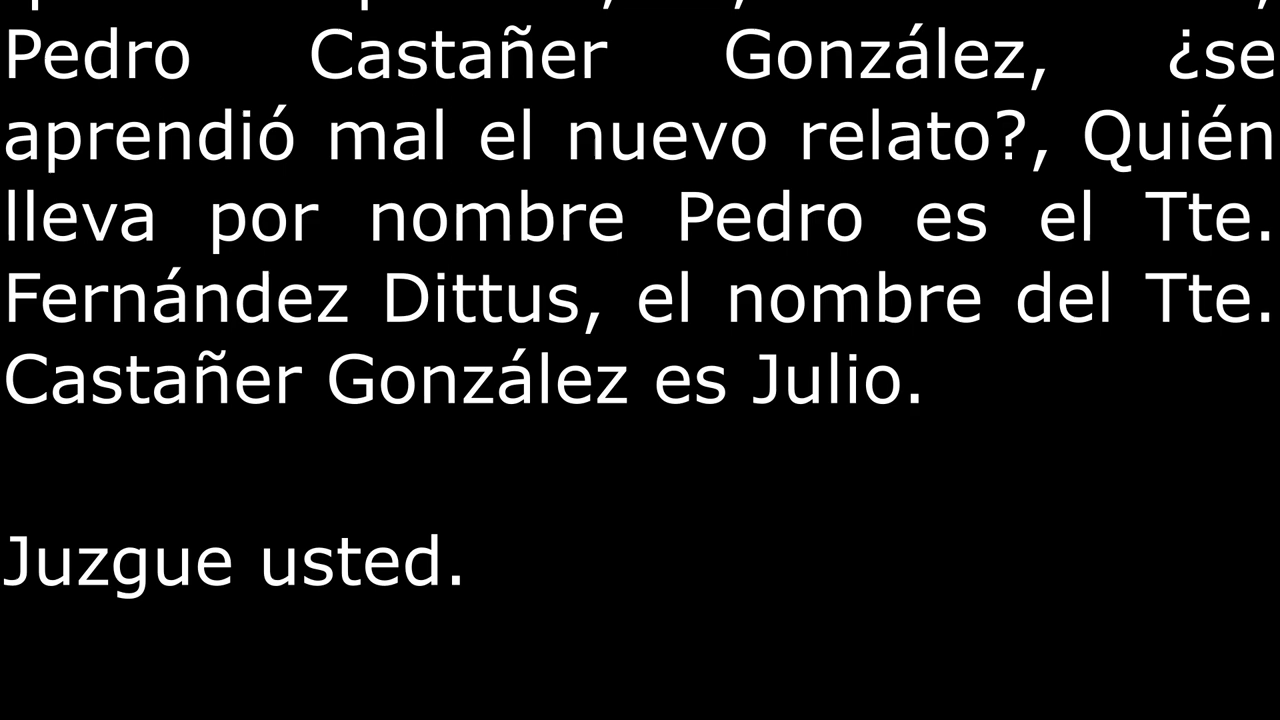 Pedro Castañer González, ¿se
aprendió mal el nuevo relato?, Quién
lleva por nombre Pedro es el Tte.
Fernández Dittus, el nombre del Tte.
Castañer González es Julio.
Juzgue usted.